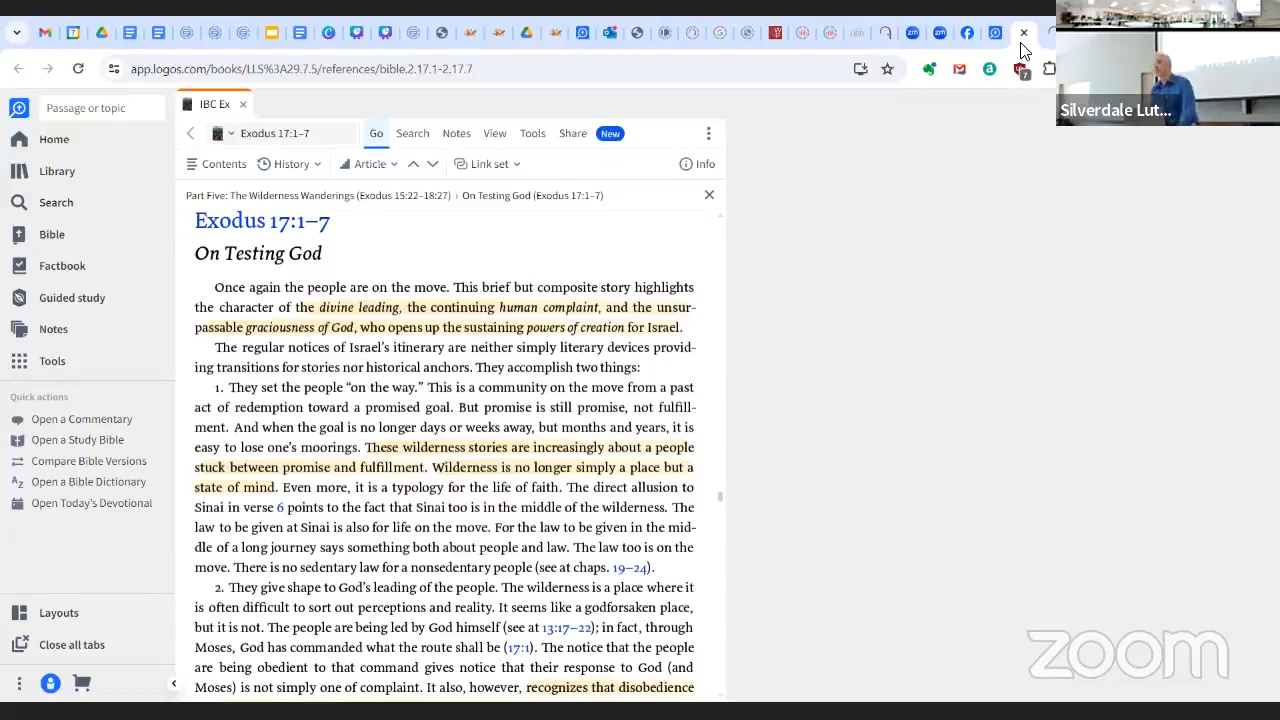 app.logos.com/books/LLS%3A29.7.5/references/bible.2.17.1-2.17.7
7
Silverdale Lut...
Passage or topic
IBC Ex
Home
Library
Search
Bible
Factbook
Guided study
Notes
Tools
Quick actions
Open a Commentary
Open a Study Bible
Compare Bible Versions
Open a Bible Dictionary
Open Today's Devotional
Layouts
Close all tabs
Exodus 17:1–7
Go
Search
Notes
View
Tools
Share
New
Contents
History
Article
Link set
Info
Part Five: The Wilderness Wanderings (Exodus 15:22–18:27) › On Testing God (Exodus 17:1–7)
Exodus 17:1–7
On Testing God
Once again the people are on the move. This brief but composite story highlights
the character of the divine leading, the continuing human complaint, and the unsur-
passable graciousness of God, who opens up the sustaining powers of creation for Israel.
The regular notices of Israel's itinerary are neither simply literary devices provid-
ing transitions for stories nor historical anchors. They accomplish two things:
1. They set the people “on the way.” This is a community on the move from a past
act of redemption toward a promised goal. But promise is still promise, not fulfill-
ment. And when the goal is no longer days or weeks away, but months and years, it is
easy to lose one's moorings. These wilderness stories are increasingly about a people
stuck between promise and fulfillment. Wilderness is no longer simply a place but a
state of mind. Even more, it is a typology for the life of faith. The direct allusion to
Sinai in verse 6 points to the fact that Sinai too is in the middle of the wilderness. The
law to be given at Sinai is also for life on the move. For the law to be given in the mid-
dle of a long journey says something both about people and law. The law too is on the
move. There is no sedentary law for a nonsedentary people (see at chaps. 19–24).
2. They give shape to God's leading of the people. The wilderness is a place where it
is often difficult to sort out perceptions and reality. It seems like a godforsaken place,
but it is not. The people are being led by God himself (see at 13:17–22); in fact, through
Moses, God has commanded what the route shall be (17:1). The notice that the people
are being obedient to that command gives notice that their response to God (and
Moses) is not simply one of complaint. It also, however, recognizes that disobedience
zoom